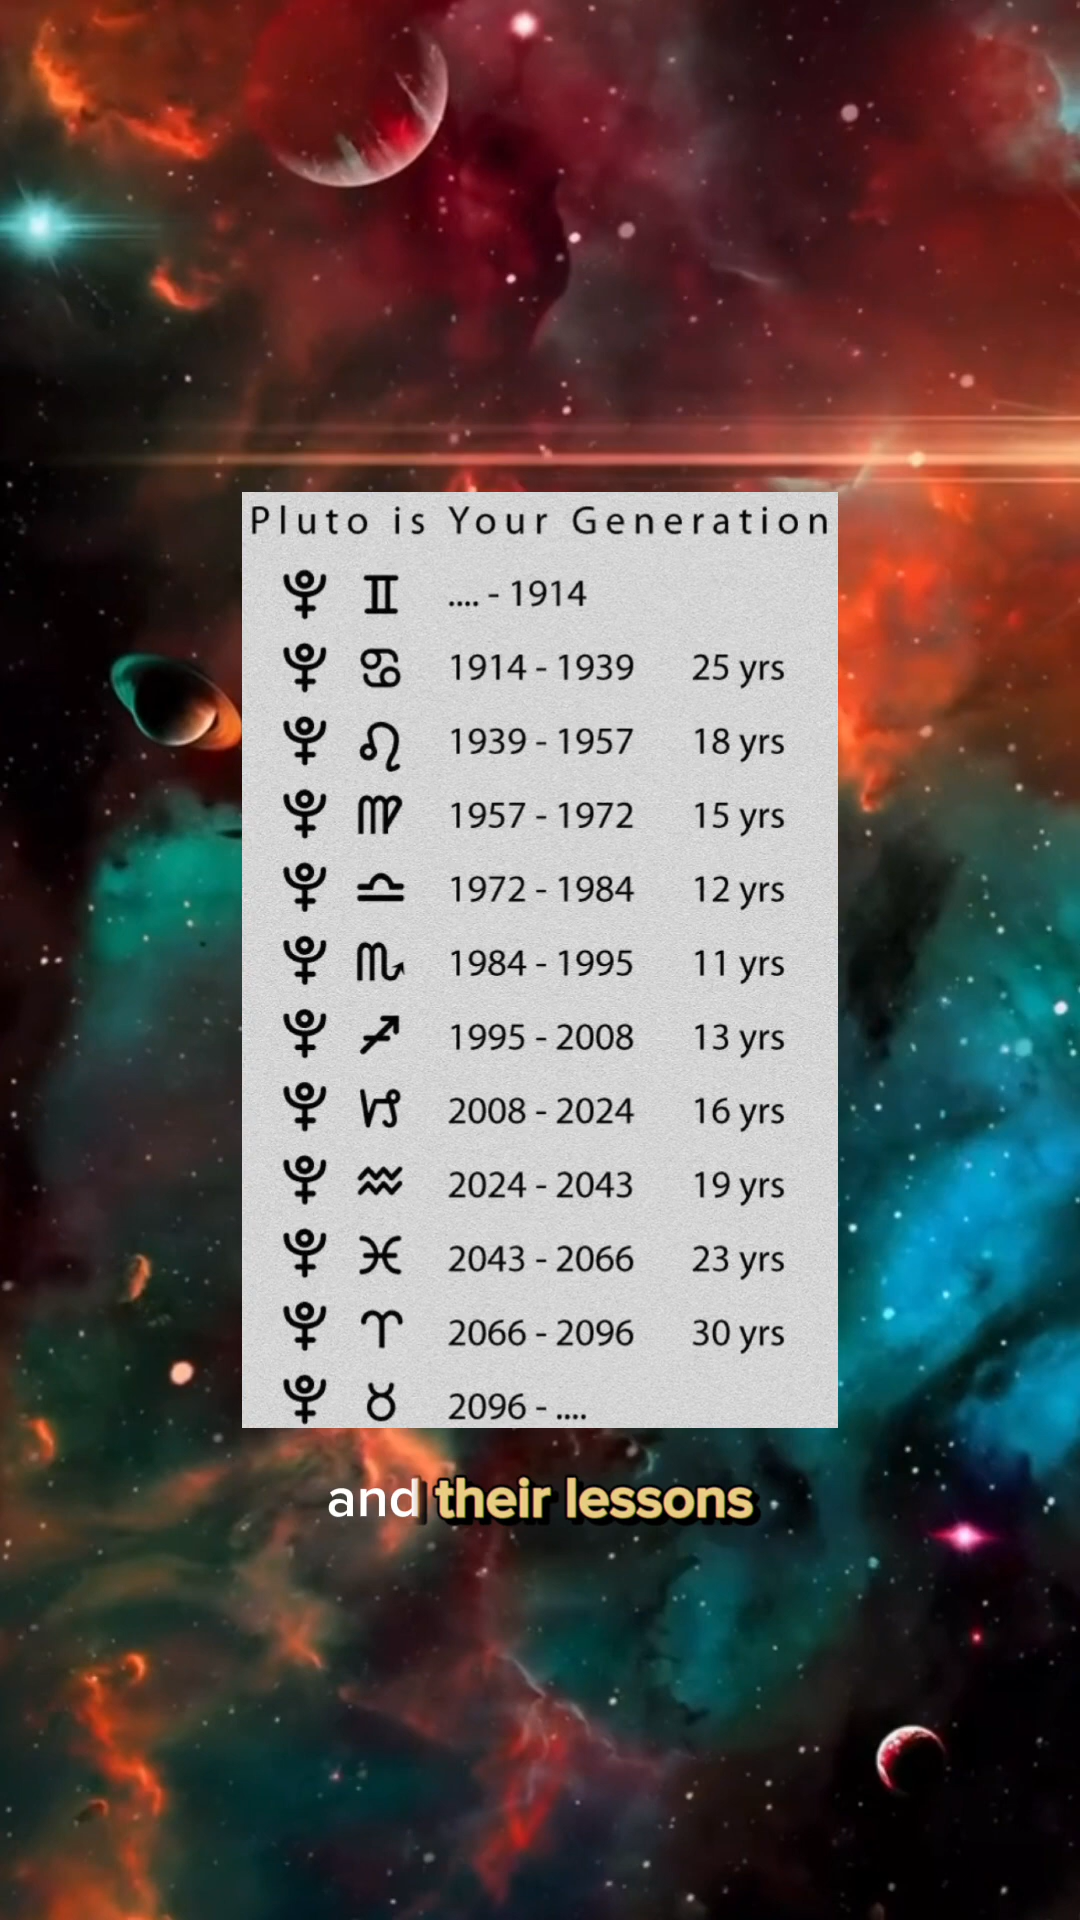 Pluto is Your Generation
♇ ♊ .... - 1914
♇ ♋ 1914 - 1939 25 yrs
♇ ♌ 1939 - 1957 18 yrs
♇ ♍ 1957 - 1972 15 yrs
♇ ♎ 1972 - 1984 12 yrs
♇ ♏ 1984 - 1995 11 yrs
♇ ♐ 1995 - 2008 13 yrs
♇ ♑ 2008 - 2024 16 yrs
♇ ♒ 2024 - 2043 19 yrs
♇ ♓ 2043 - 2066 23 yrs
♇ ♈ 2066 - 2096 30 yrs
♇ ♉ 2096 - ....
and their lessons